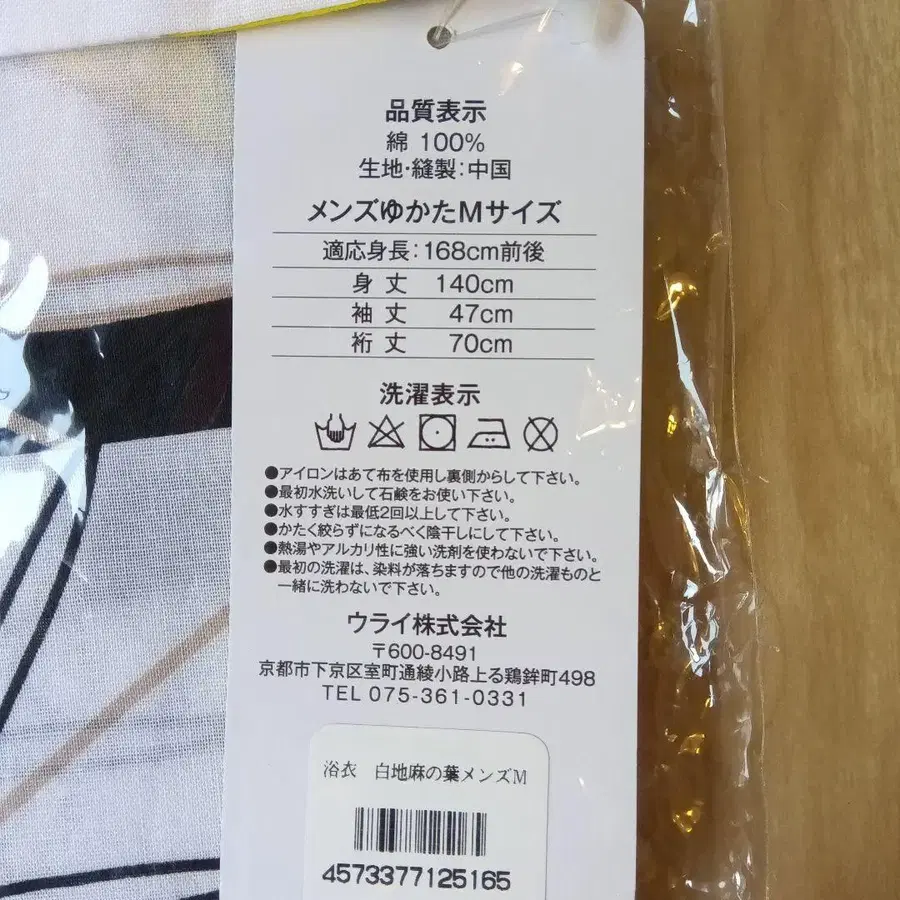 品質表示
綿 100%
生地・縫製：中国
メンズゆかたMサイズ
適応身長：168cm前後
身丈 140cm
袖丈 47cm
裄丈 70cm
洗濯表示
●アイロンはあて布を使用し裏側からして下さい。
●最初水洗いして石鹸をお使い下さい。
●水すすぎは最低2回以上して下さい。
●かたく絞らずになるべく陰干しにして下さい。
●熱湯やアルカリ性に強い洗剤を使わないで下さい。
●最初の洗濯は、染料が落ちますので他の洗濯ものと
一緒に洗わないで下さい。
ウライ株式会社
〒600-8491
京都市下京区室町通綾小路上る鶏鉾町498
TEL 075-361-0331
浴衣 白地麻の葉メンズM
4573377125165